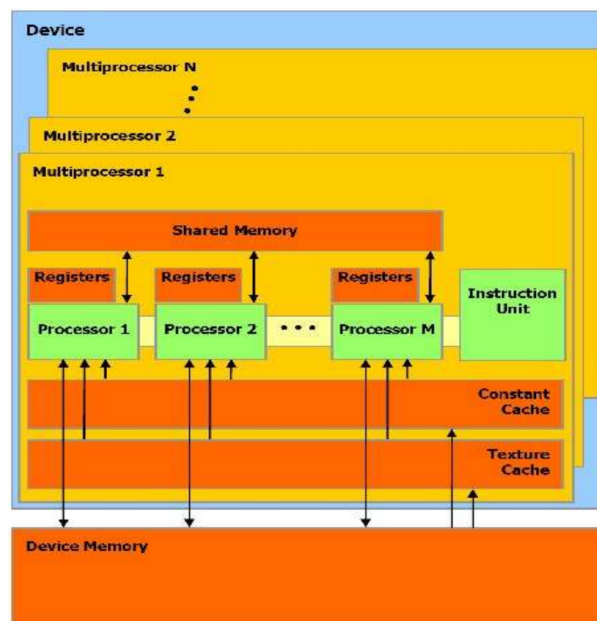 Device
Multiprocessor N
Multiprocessor 2
Multiprocessor 1
Shared Memory
Registers Registers Registers
Instruction
Unit
Processor 1 Processor 2 Processor M
Constant
Cache
Texture
Cache
Device Memory